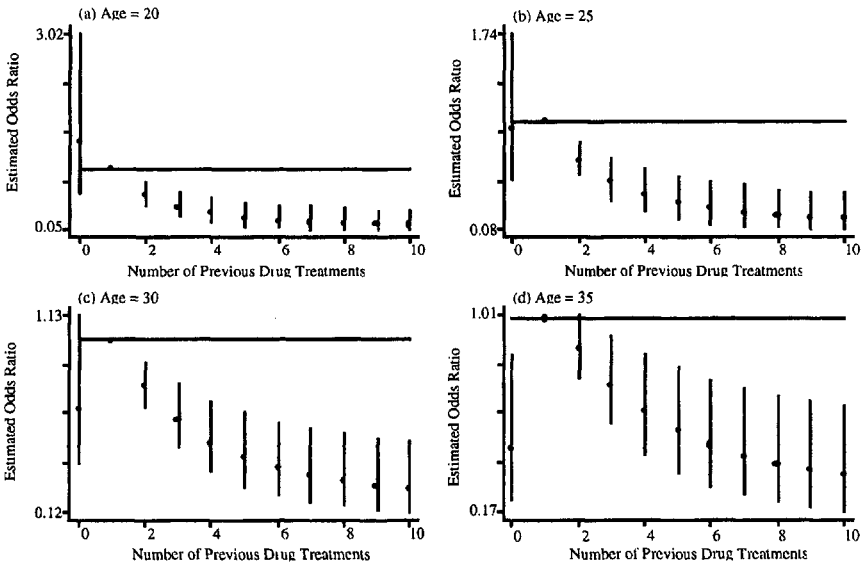 (a) Age = 20
3.02
Estimated Odds Ratio
0.05
0 2 4 6 8 10
Number of Previous Drug Treatments
(b) Age = 25
1.74
Estimated Odds Ratio
0.08
0 2 4 6 8 10
Number of Previous Drug Treatments
(c) Age = 30
1.13
Estimated Odds Ratio
0.12
0 2 4 6 8 10
Number of Previous Drug Treatments
(d) Age = 35
1.01
Estimated Odds Ratio
0.17
0 2 4 6 8 10
Number of Previous Drug Treatments